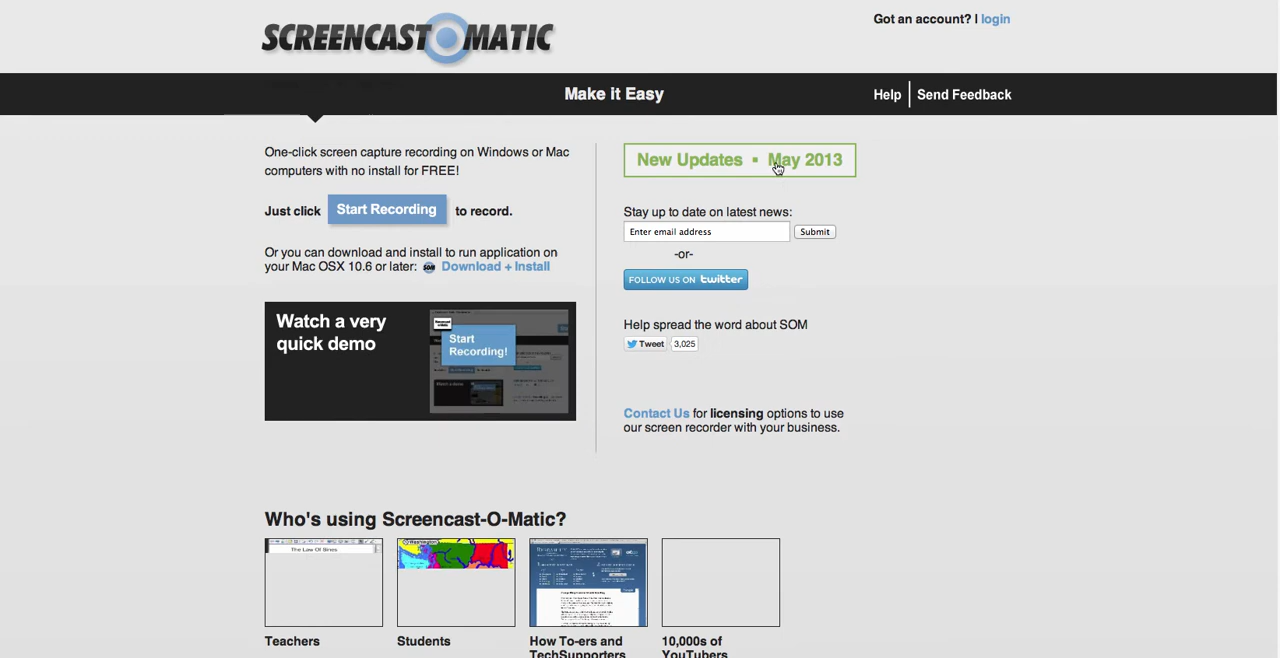 SCREENCAST O MATIC
Got an account? | login
Make it Easy
Help | Send Feedback
One-click screen capture recording on Windows or Mac
computers with no install for FREE!
Just click Start Recording to record.
Or you can download and install to run application on
your Mac OSX 10.6 or later: SOM Download + Install
Watch a very
quick demo
Start
Recording!
New Updates ▪ May 2013
Stay up to date on latest news:
Enter email address Submit
-or-
FOLLOW US ON twitter
Help spread the word about SOM
Tweet 3,025
Contact Us for licensing options to use
our screen recorder with your business.
Who's using Screencast-O-Matic?
The Law Of Sines
Washington
Teachers
Students
How To-ers and
TechSupporters
10,000s of
YouTubers